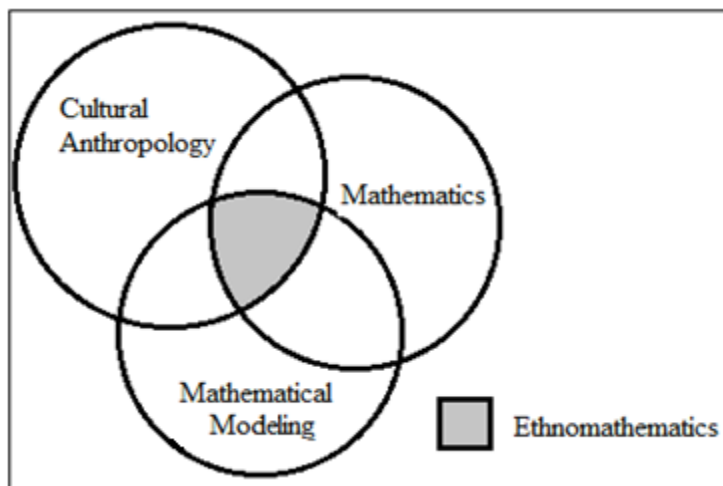 Cultural
Anthropology
Mathematics
Mathematical
Modeling
Ethnomathematics